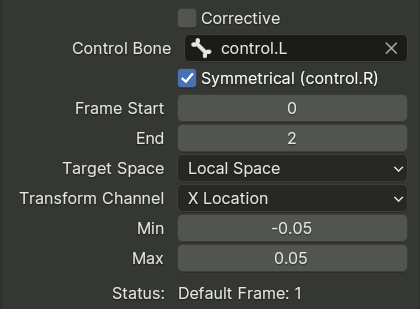 Corrective
Control Bone control.L
Symmetrical (control.R)
Frame Start 0
End 2
Target Space Local Space
Transform Channel X Location
Min -0.05
Max 0.05
Status: Default Frame: 1